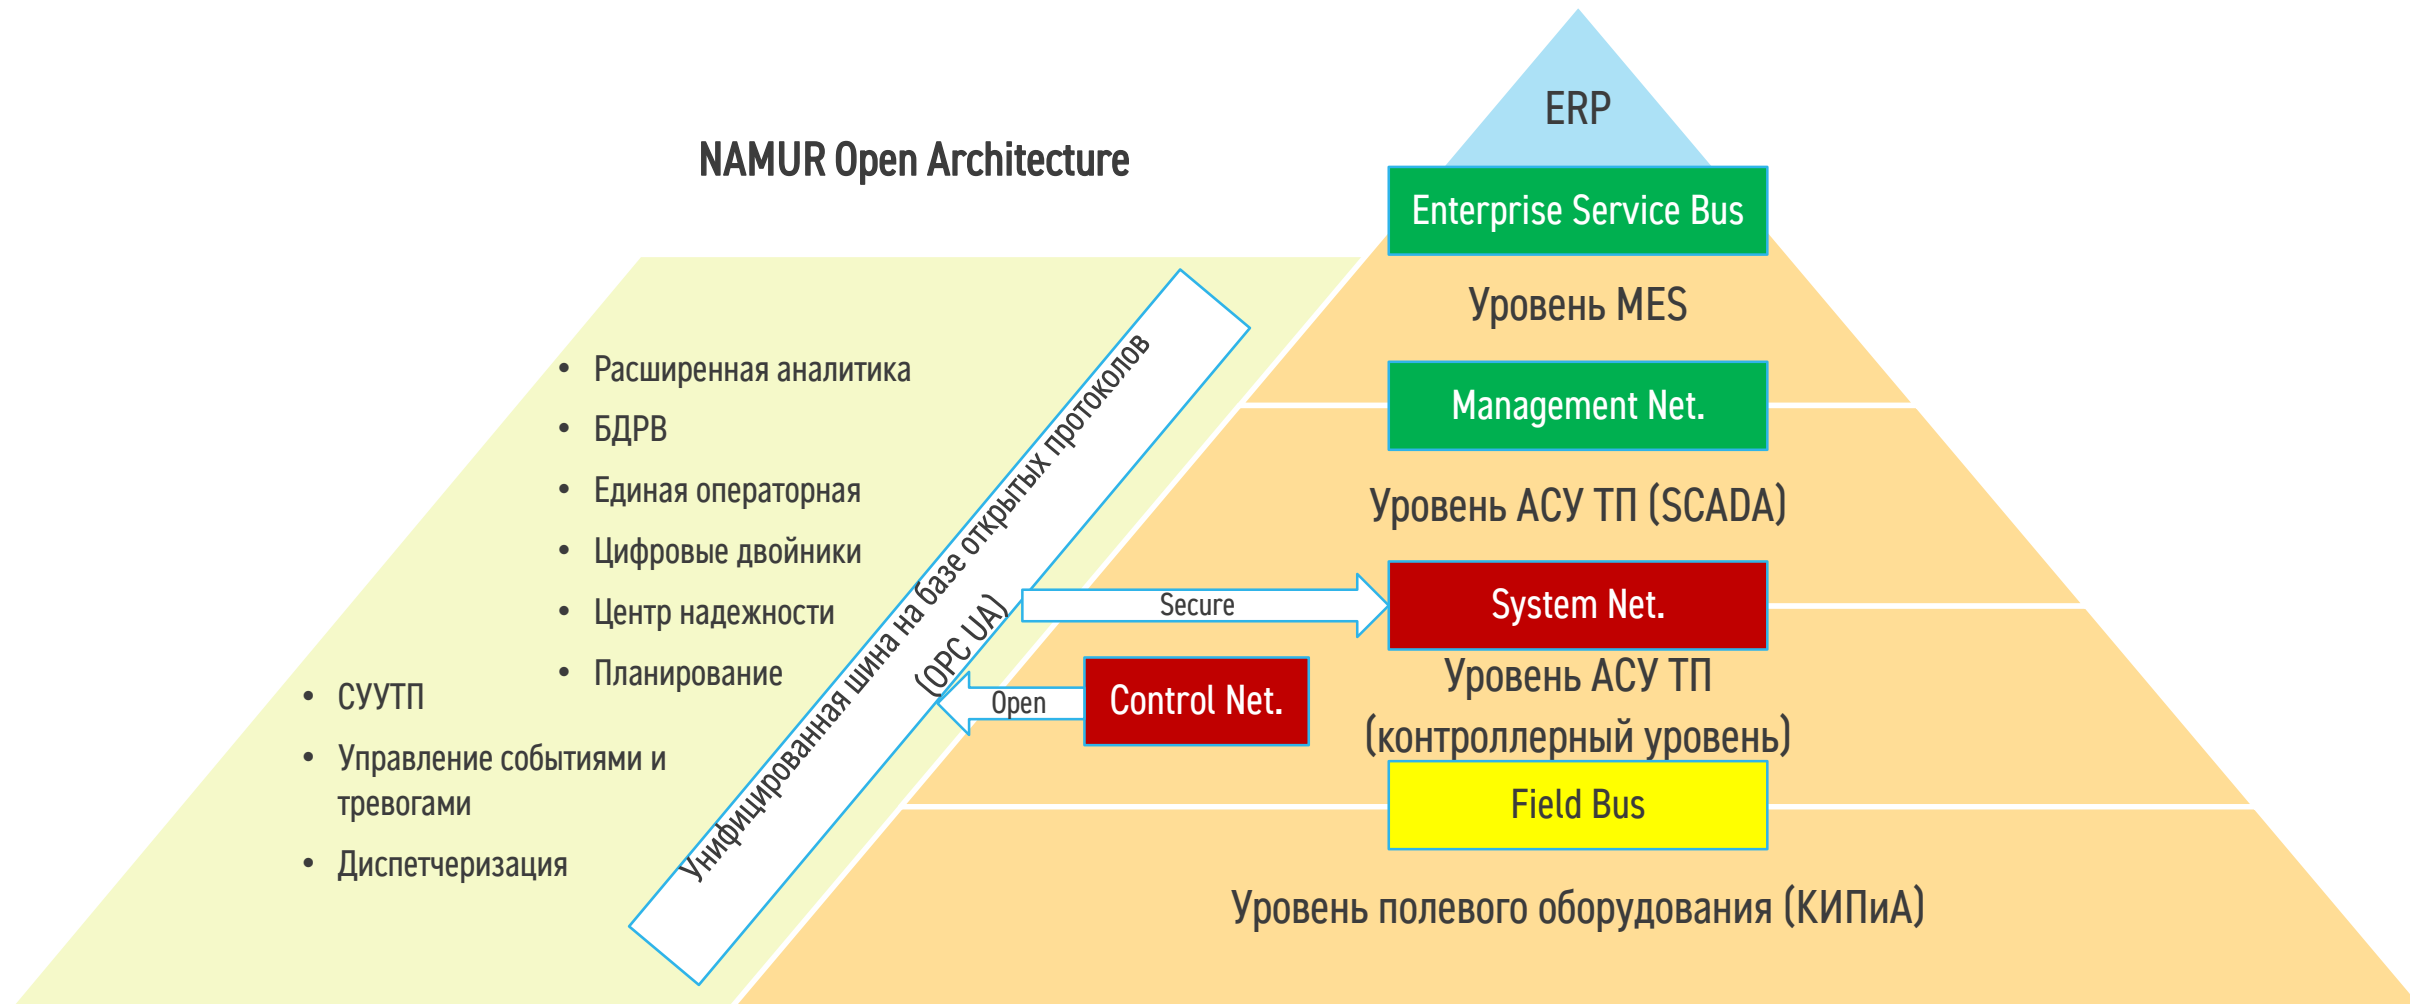 NAMUR Open Architecture
• Расширенная аналитика
• БДРВ
• Единая операторная
• Цифровые двойники
• Центр надежности
• Планирование
• СУУТП
• Управление событиями и
тревогами
• Диспетчеризация
Унифицированная шина на базе открытых протоколов
(OPC UA)
ERP
Enterprise Service Bus
Уровень MES
Management Net.
Уровень АСУ ТП (SCADA)
Secure
System Net.
Open
Control Net.
Уровень АСУ ТП
(контроллерный уровень)
Field Bus
Уровень полевого оборудования (КИПиА)